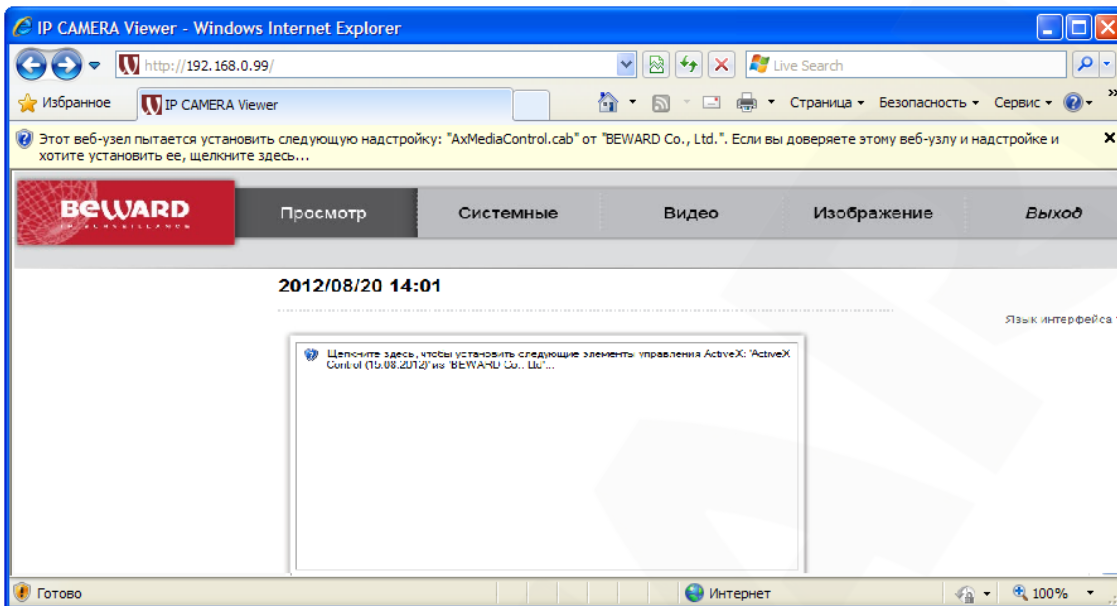 IP CAMERA Viewer - Windows Internet Explorer
http://192.168.0.99/
Live Search
Избранное
IP CAMERA Viewer
Страница
Безопасность
Сервис
Этот веб-узел пытается установить следующую надстройку: "AxMediaControl.cab" от "BEWARD Co., Ltd.". Если вы доверяете этому веб-узлу и надстройке и
хотите установить ее, щелкните здесь...
BEWARD
Просмотр
Системные
Видео
Изображение
Выход
2012/08/20 14:01
Язык интерфейса
Щелкните здесь, чтобы установить следующие элементы управления ActiveX: 'ActiveX
Control (15.08.2012)' из 'BEWARD Co., Ltd'...
Готово
Интернет
100%